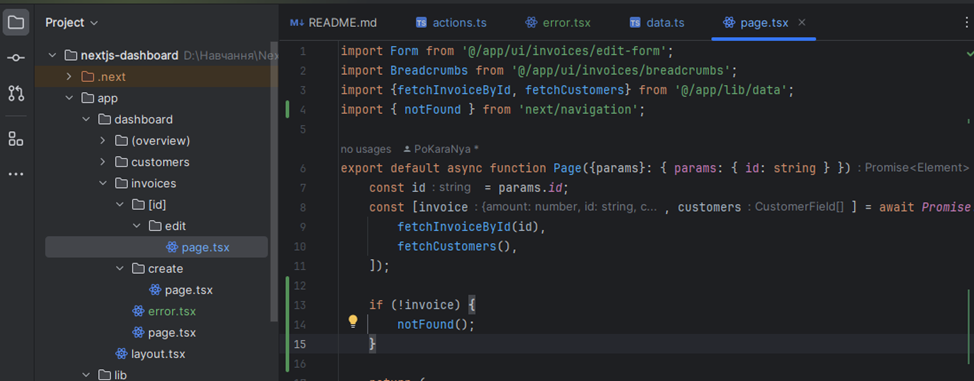 Project
nextjs-dashboard D:\Навчання\Nex
.next
app
dashboard
(overview)
customers
invoices
[id]
edit
page.tsx
create
page.tsx
error.tsx
page.tsx
layout.tsx
lib
README.md
actions.ts
error.tsx
data.ts
page.tsx
1 import Form from '@/app/ui/invoices/edit-form';
2 import Breadcrumbs from '@/app/ui/invoices/breadcrumbs';
3 import {fetchInvoiceById, fetchCustomers} from '@/app/lib/data';
4 import { notFound } from 'next/navigation';
5
no usages PoKaraNya *
6 export default async function Page({params}: { params: { id: string } }) : Promise<Element>
7 const id : string = params.id;
8 const [invoice : {amount: number, id: string, c... , customers : CustomerField[] ] = await Promise
9 fetchInvoiceById(id),
10 fetchCustomers(),
11 ]);
12
13 if (!invoice) {
14 notFound();
15 }
16
return (